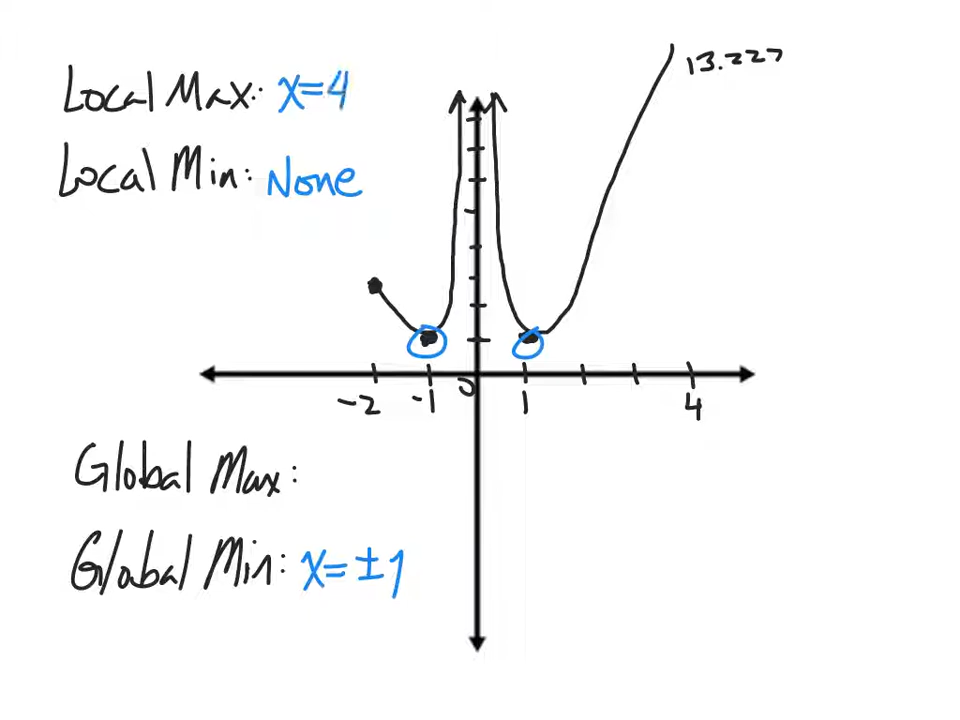 Local Max: x=4
13.227
Local Min: None
-2 -1 0 1 4
Global Max:
Global Min: x=±1